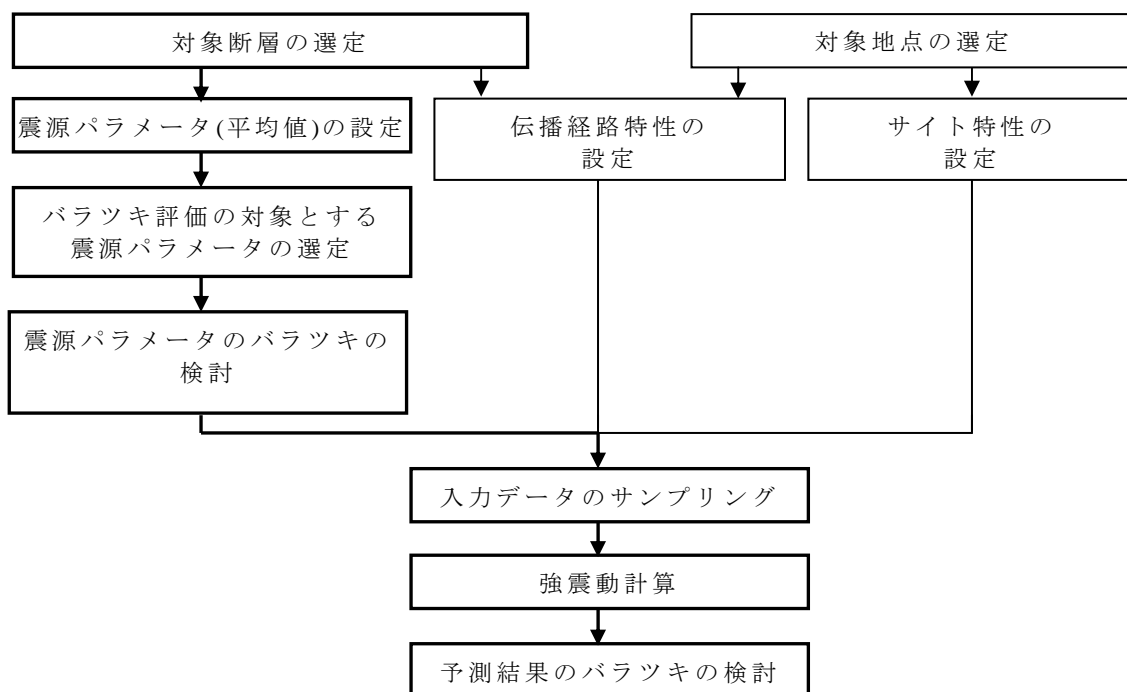 対象断層の選定
対象地点の選定
震源パラメータ(平均値)の設定
伝播経路特性の
設定
サイト特性の
設定
バラツキ評価の対象とする
震源パラメータの選定
震源パラメータのバラツキの
検討
入力データのサンプリング
強震動計算
予測結果のバラツキの検討